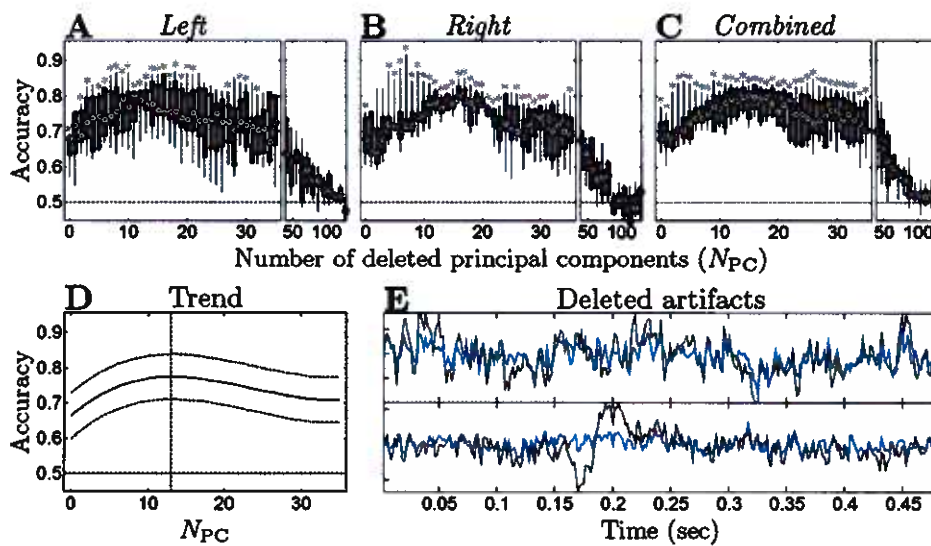 A Left B Right C Combined
Accuracy
0.9
0.8
0.7
0.6
0.5
0 10 20 30 50 100 0 10 20 30 50 100 0 10 20 30 50 100
Number of deleted principal components (NPC)
D Trend E Deleted artifacts
Accuracy
0.9
0.8
0.7
0.6
0.5
0 10 20 30 0.05 0.1 0.15 0.2 0.25 0.3 0.35 0.4 0.45
NPC Time (sec)